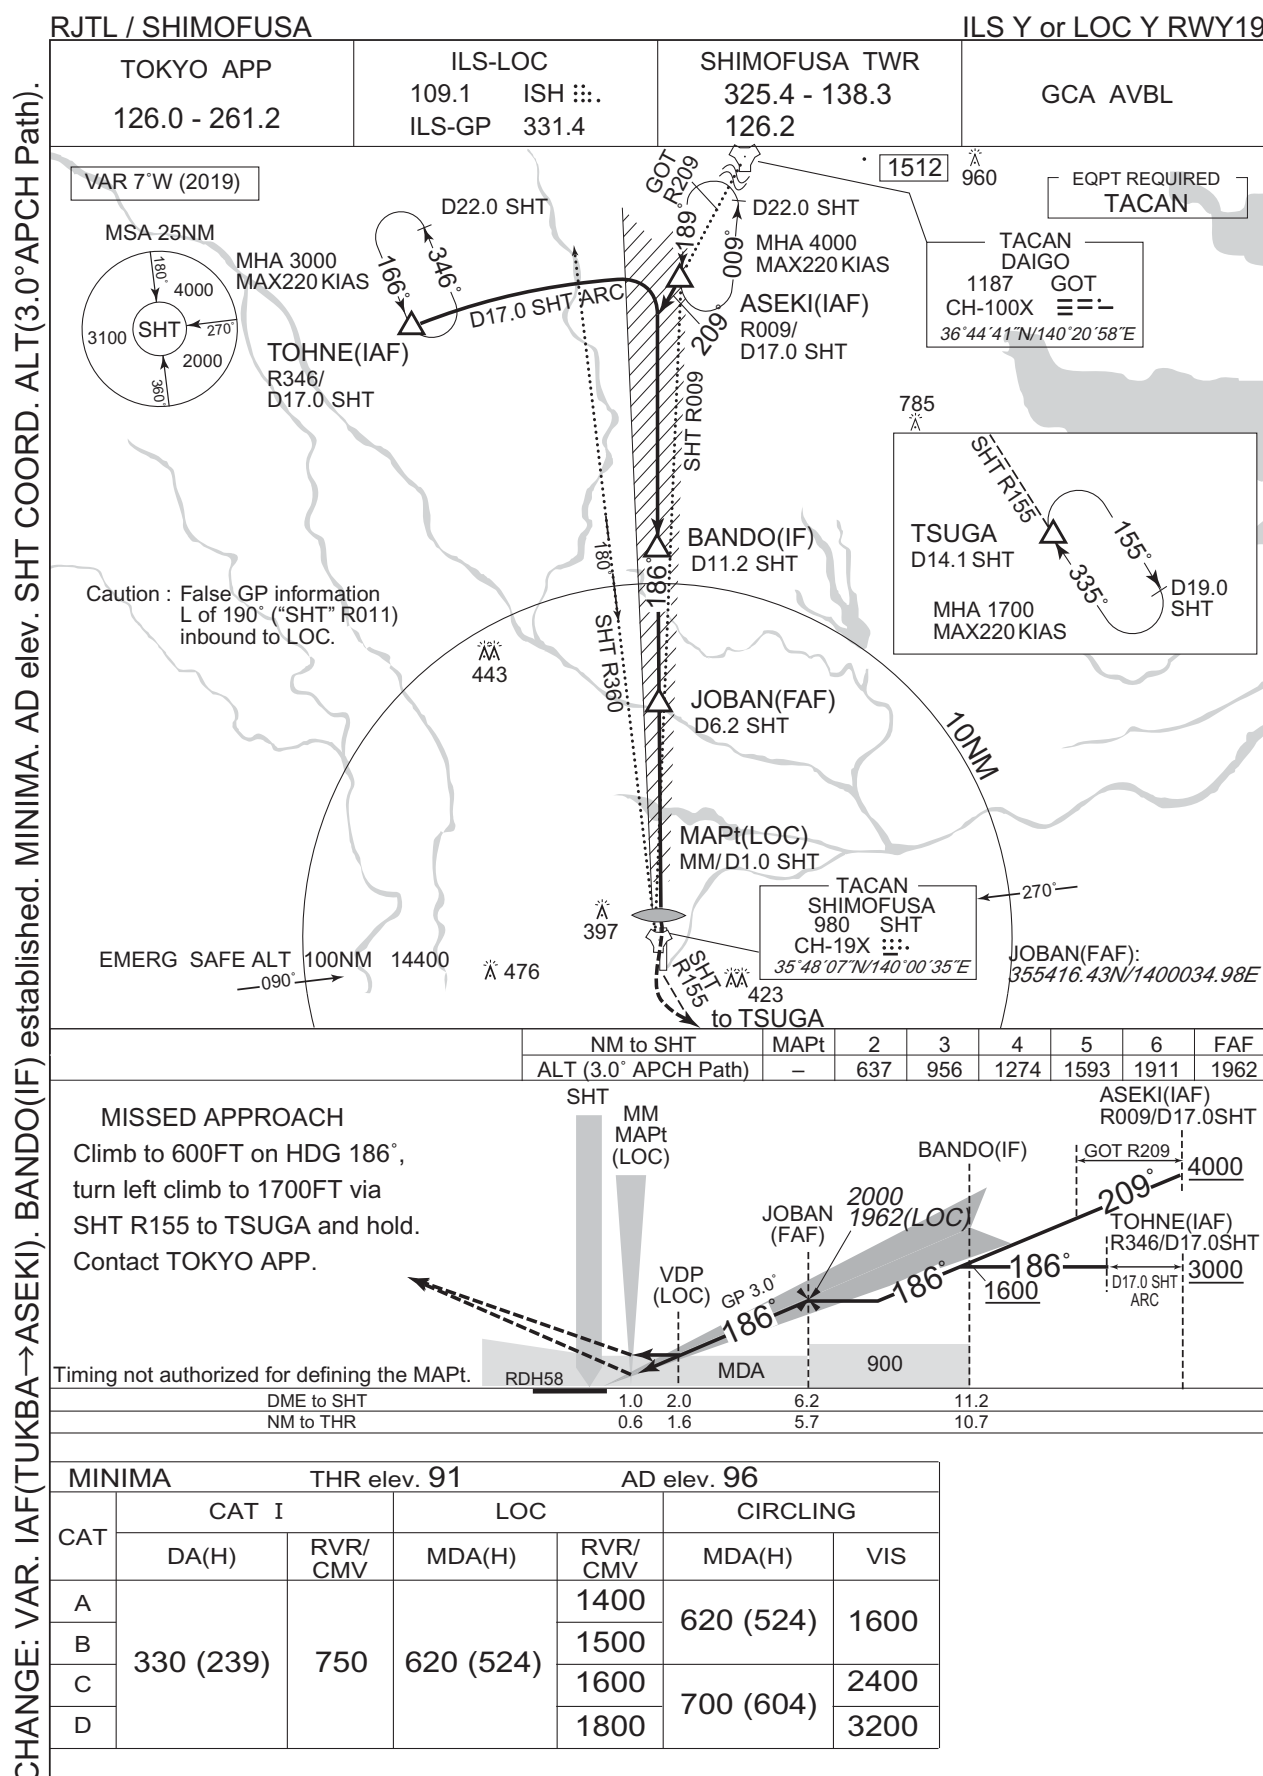 RJTL / SHIMOFUSA
ILS Y or LOC Y RWY19
TOKYO APP
126.0 - 261.2
ILS-LOC
109.1 ISH
ILS-GP 331.4
SHIMOFUSA TWR
325.4 - 138.3
126.2
GCA AVBL
CHANGE: VAR. IAF(TUKBA→ASEKI). BANDO(IF) established. MINIMA. AD elev. SHT COORD. ALT(3.0°APCH Path).
VAR 7°W (2019)
MSA 25NM
180°
4000
3100
SHT
270°
2000
360°
D22.0 SHT
MHA 3000
MAX220 KIAS
166°
346°
D17.0 SHT ARC
TOHNE(IAF)
R346/
D17.0 SHT
GOT
R209
189°
009°
D22.0 SHT
MHA 4000
MAX220 KIAS
ASEKI(IAF)
R009/
D17.0 SHT
209°
1512
960
EQPT REQUIRED
TACAN
TACAN
DAIGO
1187 GOT
CH-100X
36°44′41″N/140°20′58″E
SHT R009
785
SHT R155
TSUGA
D14.1 SHT
155°
335°
D19.0
SHT
MHA 1700
MAX220 KIAS
BANDO(IF)
D11.2 SHT
180°
186°
SHT R360
Caution : False GP information
L of 190° (“SHT” R011)
inbound to LOC.
443
JOBAN(FAF)
D6.2 SHT
10NM
MAPt(LOC)
MM/D1.0 SHT
397
TACAN
SHIMOFUSA
980 SHT
CH-19X
35°48′07″N/140°00′35″E
270°
EMERG SAFE ALT 100NM 14400
090°
476
SHT
R155
423
to TSUGA
JOBAN(FAF):
355416.43N/1400034.98E
NM to SHT MAPt 2 3 4 5 6 FAF
ALT (3.0° APCH Path) – 637 956 1274 1593 1911 1962
MISSED APPROACH
Climb to 600FT on HDG 186°,
turn left climb to 1700FT via
SHT R155 to TSUGA and hold.
Contact TOKYO APP.
SHT
MM
MAPt
(LOC)
VDP
(LOC)
GP 3.0°
186°
JOBAN
(FAF)
2000
1962(LOC)
186°
BANDO(IF)
1600
186°
GOT R209
209°
ASEKI(IAF)
R009/D17.0SHT
4000
TOHNE(IAF)
R346/D17.0SHT
3000
D17.0 SHT
ARC
Timing not authorized for defining the MAPt.
RDH58
MDA
900
DME to SHT 1.0 2.0 6.2 11.2
NM to THR 0.6 1.6 5.7 10.7
MINIMA THR elev. 91 AD elev. 96
CAT
CAT I LOC CIRCLING
DA(H) RVR/
CMV MDA(H) RVR/
CMV MDA(H) VIS
A
B
C
D
330 (239)
750
620 (524)
1400
1500
1600
1800
620 (524)
700 (604)
1600
2400
3200